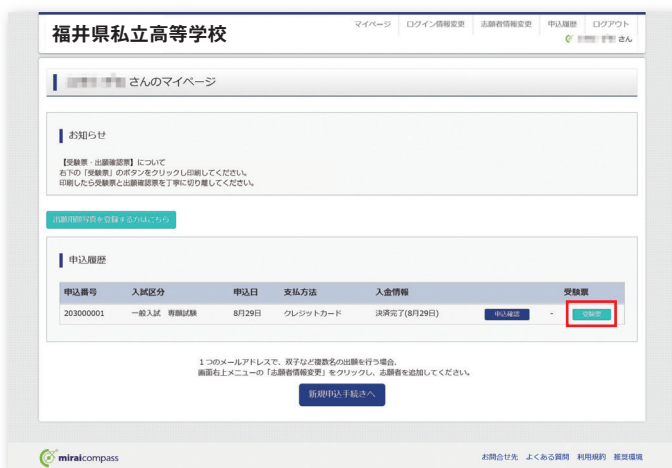 福井県私立高等学校
マイページ ログイン情報変更 志願者情報変更 申込履歴 ログアウト
さん
さんのマイページ
お知らせ
【受験票・出願確認票】について
右下の「受験票」のボタンをクリックし印刷してください。
印刷したら受験票と出願確認票を丁寧に切り離してください。
出願用顔写真を登録する方はこちら
申込履歴
申込番号 入試区分 申込日 支払方法 入金情報 受験票
203000001 一般入試 専願試験 8月29日 クレジットカード 決済完了(8月29日) 申込確認 - 受験票
1つのメールアドレスで、双子など複数名の出願を行う場合、
画面右上メニューの「志願者情報変更」をクリックし、志願者を追加してください。
新規申込手続きへ
miraicompass
お問合せ先 よくある質問 利用規約 推奨環境